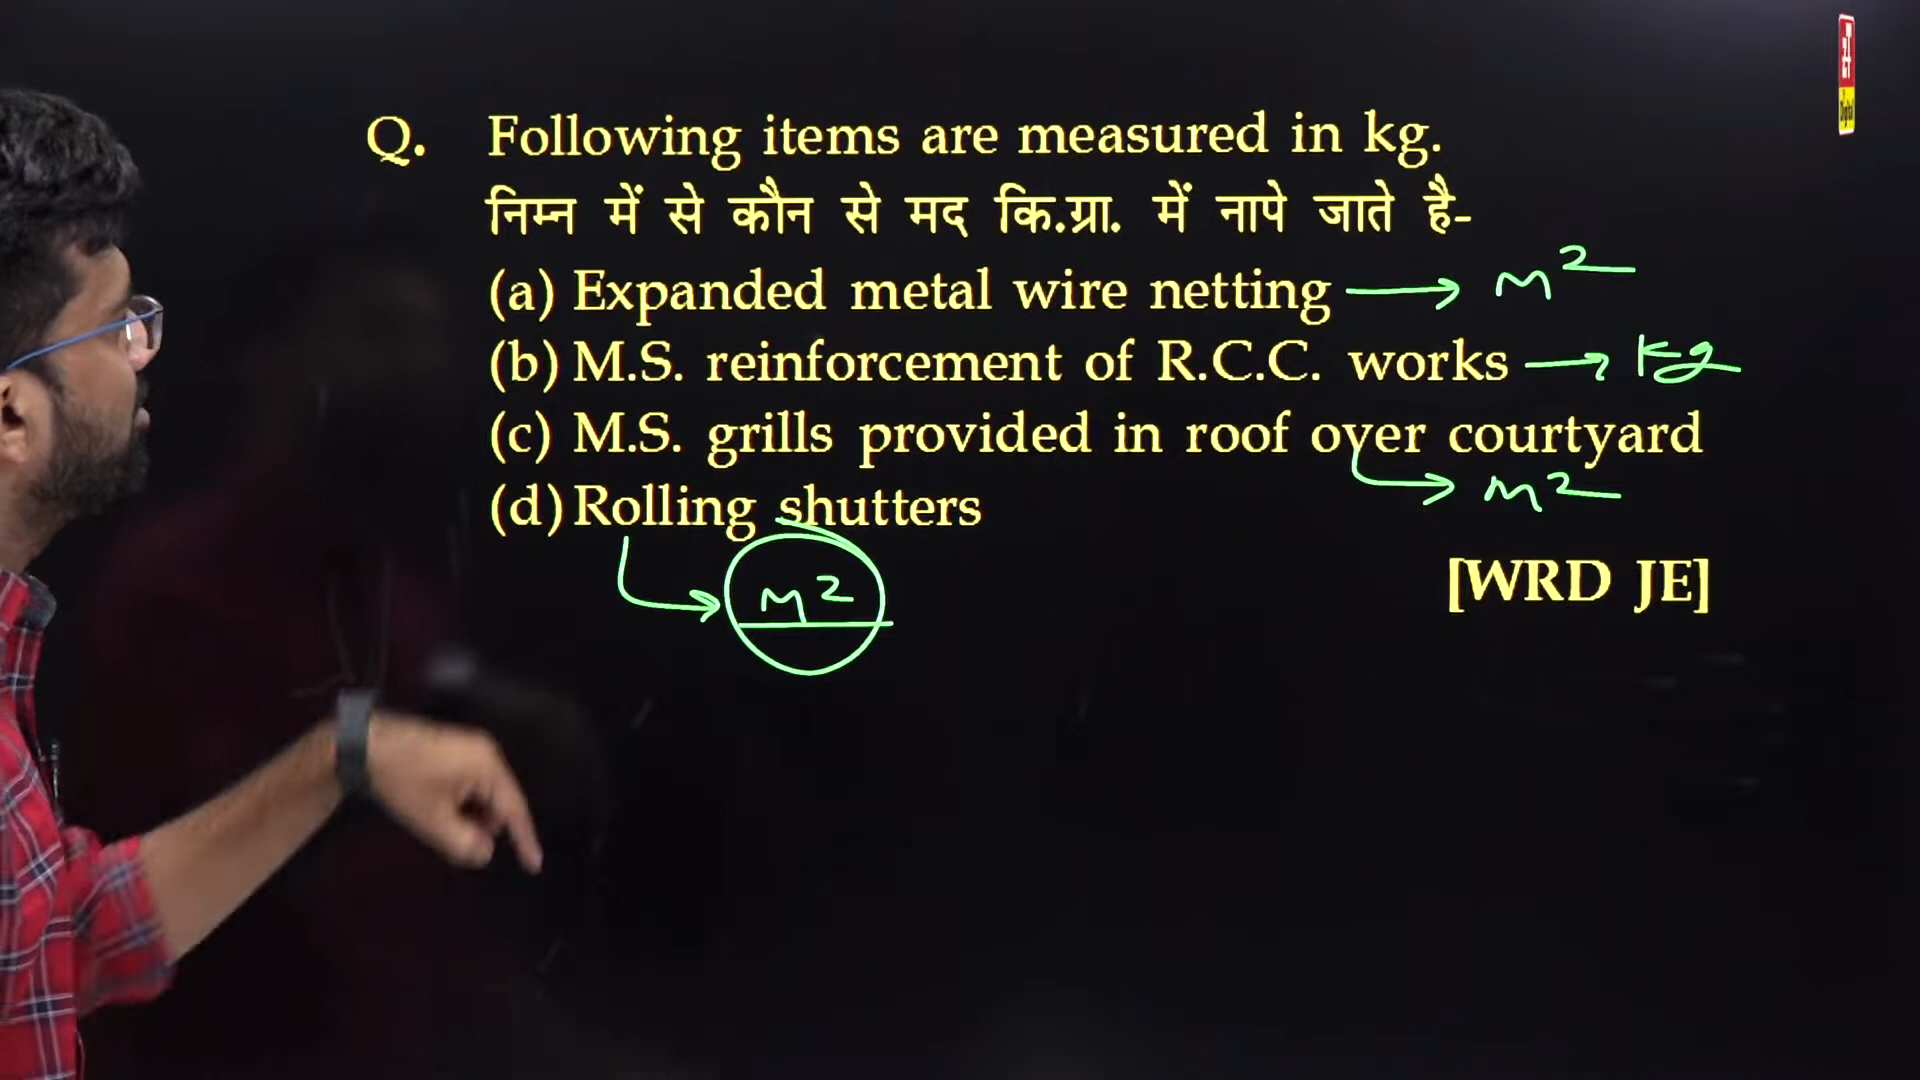 Q. Following items are measured in kg.
निम्न में से कौन से मद कि.ग्रा. में नापे जाते है-
(a) Expanded metal wire netting → m²
(b) M.S. reinforcement of R.C.C. works → kg
(c) M.S. grills provided in roof over courtyard
→ m²
(d) Rolling shutters
→ m²
[WRD JE]
Digital